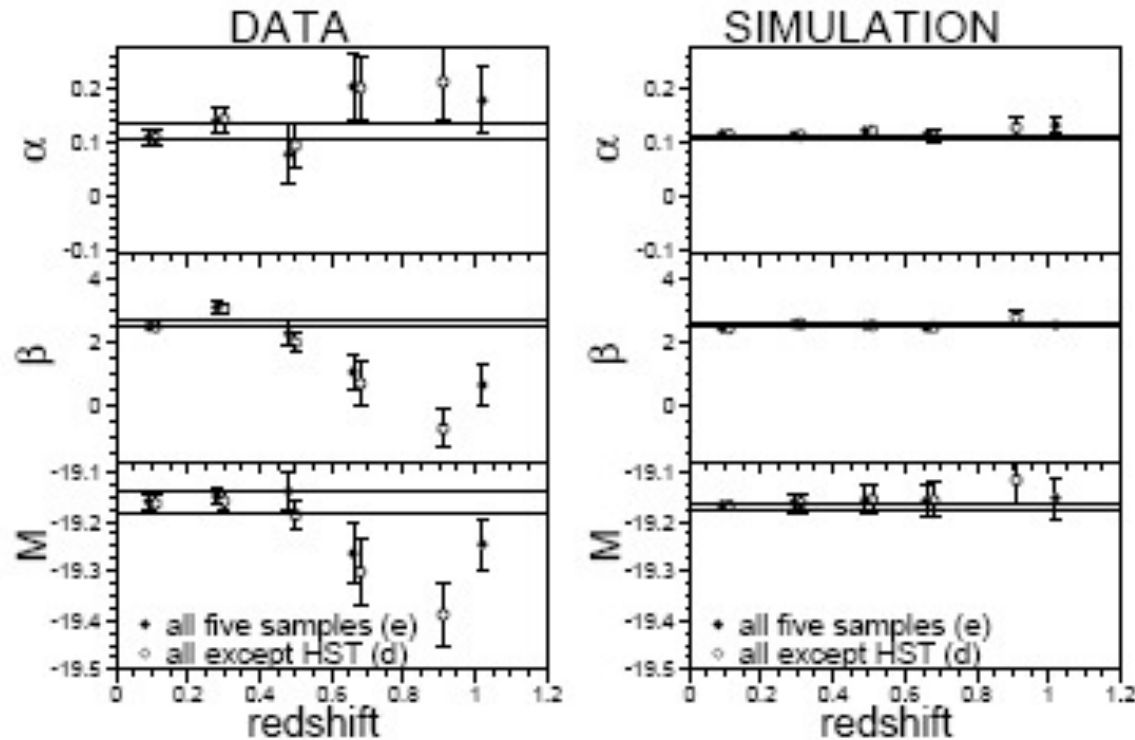 DATA
SIMULATION
0.2
0.1
0
-0.1
α
4
2
0
β
-19.1
-19.2
-19.3
-19.4
-19.5
M
all five samples (e)
all except HST (d)
0 0.2 0.4 0.6 0.8 1 1.2
redshift
0.2
0.1
0
-0.1
α
4
2
0
β
-19.1
-19.2
-19.3
-19.4
-19.5
M
all five samples (e)
all except HST (d)
0 0.2 0.4 0.6 0.8 1 1.2
redshift